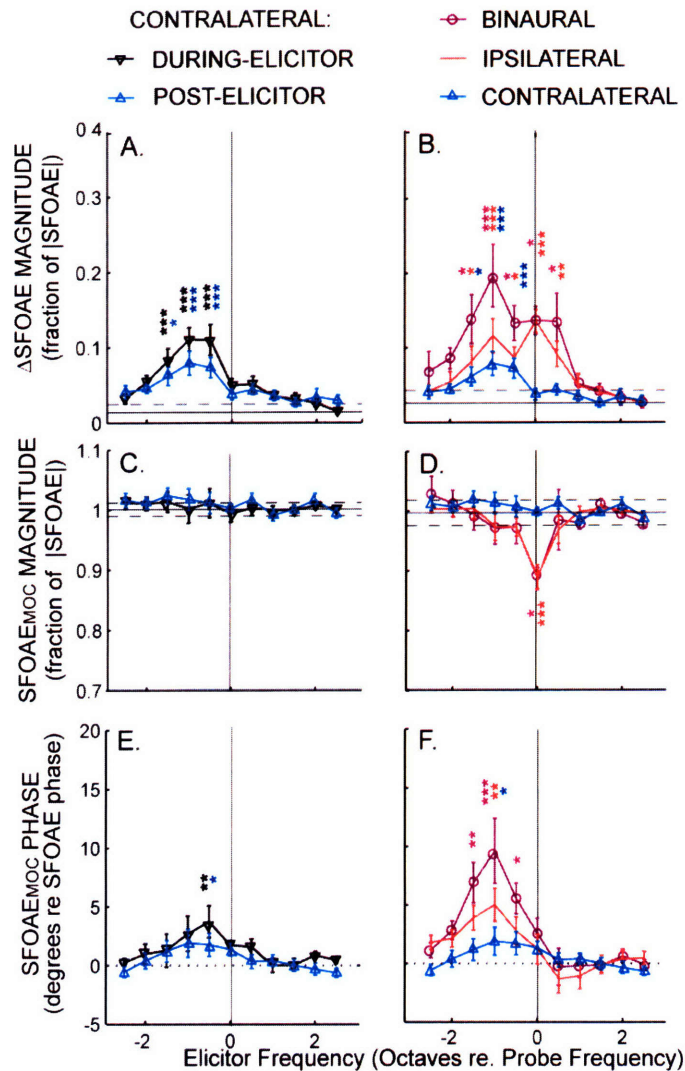 CONTRALATERAL:
DURING-ELICITOR
POST-ELICITOR
BINAURAL
IPSILATERAL
CONTRALATERAL
A.
B.
ΔSFOAE MAGNITUDE
(fraction of |SFOAE|)
0 4
0.3
0.2
0.1
0
***
*
***
***
***
***
*
*
*
***
***
***
*
*
***
*
***
*
**
C.
D.
SFOAEMOC MAGNITUDE
(fraction of |SFOAE|)
1.1
1
0.9
0.8
0.7
*
***
E.
F.
SFOAEMOC PHASE
(degrees re SFOAE phase)
20
15
10
5
0
-5
**
*
**
***
**
*
*
-2
0
2
-2
0
2
Elicitor Frequency (Octaves re. Probe Frequency)